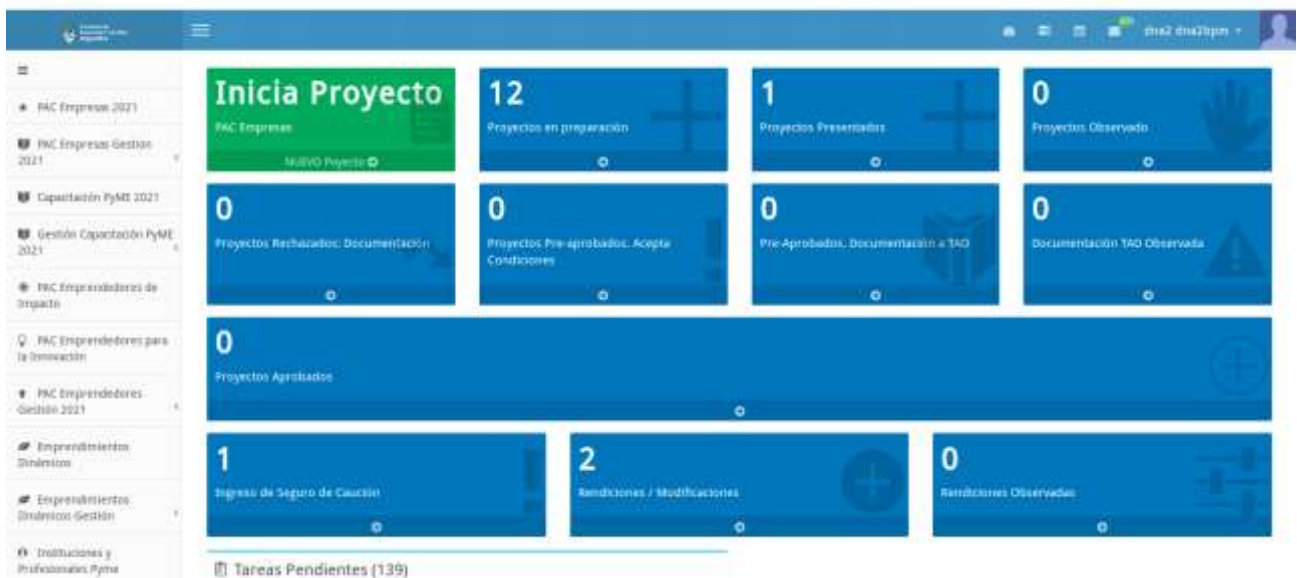 dna2 dna2bpm
PAC Empresas 2021
PAC Empresas Gestión
2021
Capacitación PyME 2021
Gestión Capacitación PyME
2021
PAC Emprendedores de
Impacto
PAC Emprendedores para
la Innovación
PAC Emprendedores
Gestión 2021
Emprendimientos
Dinámicos
Emprendimientos
Dinámicos Gestión
Instituciones y
Profesionales Pyme
Inicia Proyecto
PAC Empresas
NUEVO Proyecto
12
Proyectos en preparación
1
Proyectos Presentados
0
Proyectos Observado
0
Proyectos Rechazados: Documentación
0
Proyectos Pre-aprobados. Acepta
Condiciones
0
Pre-Aprobados. Documentación a TAD
0
Documentación TAD Observada
0
Proyectos Aprobados
1
Ingreso de Seguro de Caución
2
Rendiciones / Modificaciones
0
Rendiciones Observadas
Tareas Pendientes (139)